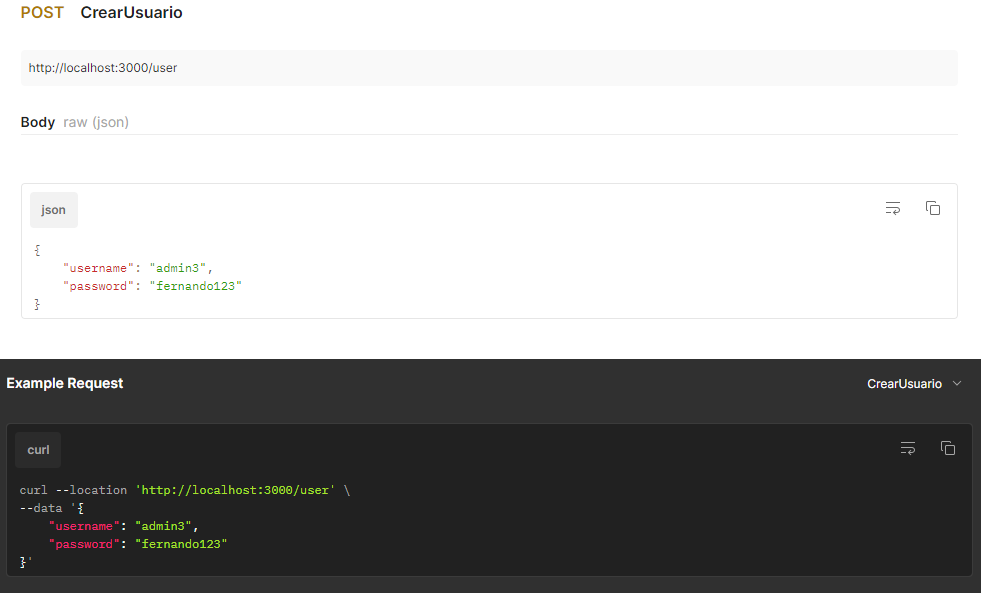 POST CrearUsuario
http://localhost:3000/user
Body raw (json)
json
{
    "username": "admin3",
    "password": "fernando123"
}
Example Request
CrearUsuario
curl
curl --location 'http://localhost:3000/user' \
--data '{
    "username": "admin3",
    "password": "fernando123"
}'